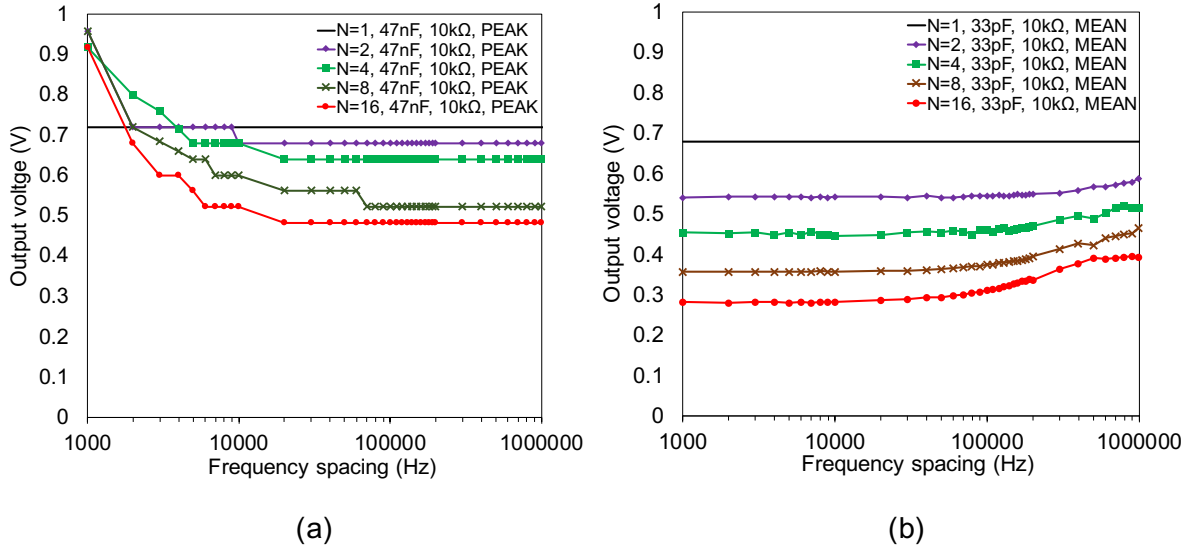 N=1, 47nF, 10kΩ, PEAK
N=2, 47nF, 10kΩ, PEAK
N=4, 47nF, 10kΩ, PEAK
N=8, 47nF, 10kΩ, PEAK
N=16, 47nF, 10kΩ, PEAK
Output voltge (V)
1
0.9
0.8
0.7
0.6
0.5
0.4
0.3
0.2
0.1
0
1000
10000
100000
1000000
Frequency spacing (Hz)
(a)
N=1, 33pF, 10kΩ, MEAN
N=2, 33pF, 10kΩ, MEAN
N=4, 33pF, 10kΩ, MEAN
N=8, 33pF, 10kΩ, MEAN
N=16, 33pF, 10kΩ, MEAN
Output voltage (V)
1
0.9
0.8
0.7
0.6
0.5
0.4
0.3
0.2
0.1
0
1000
10000
100000
1000000
Frequency spacing (Hz)
(b)